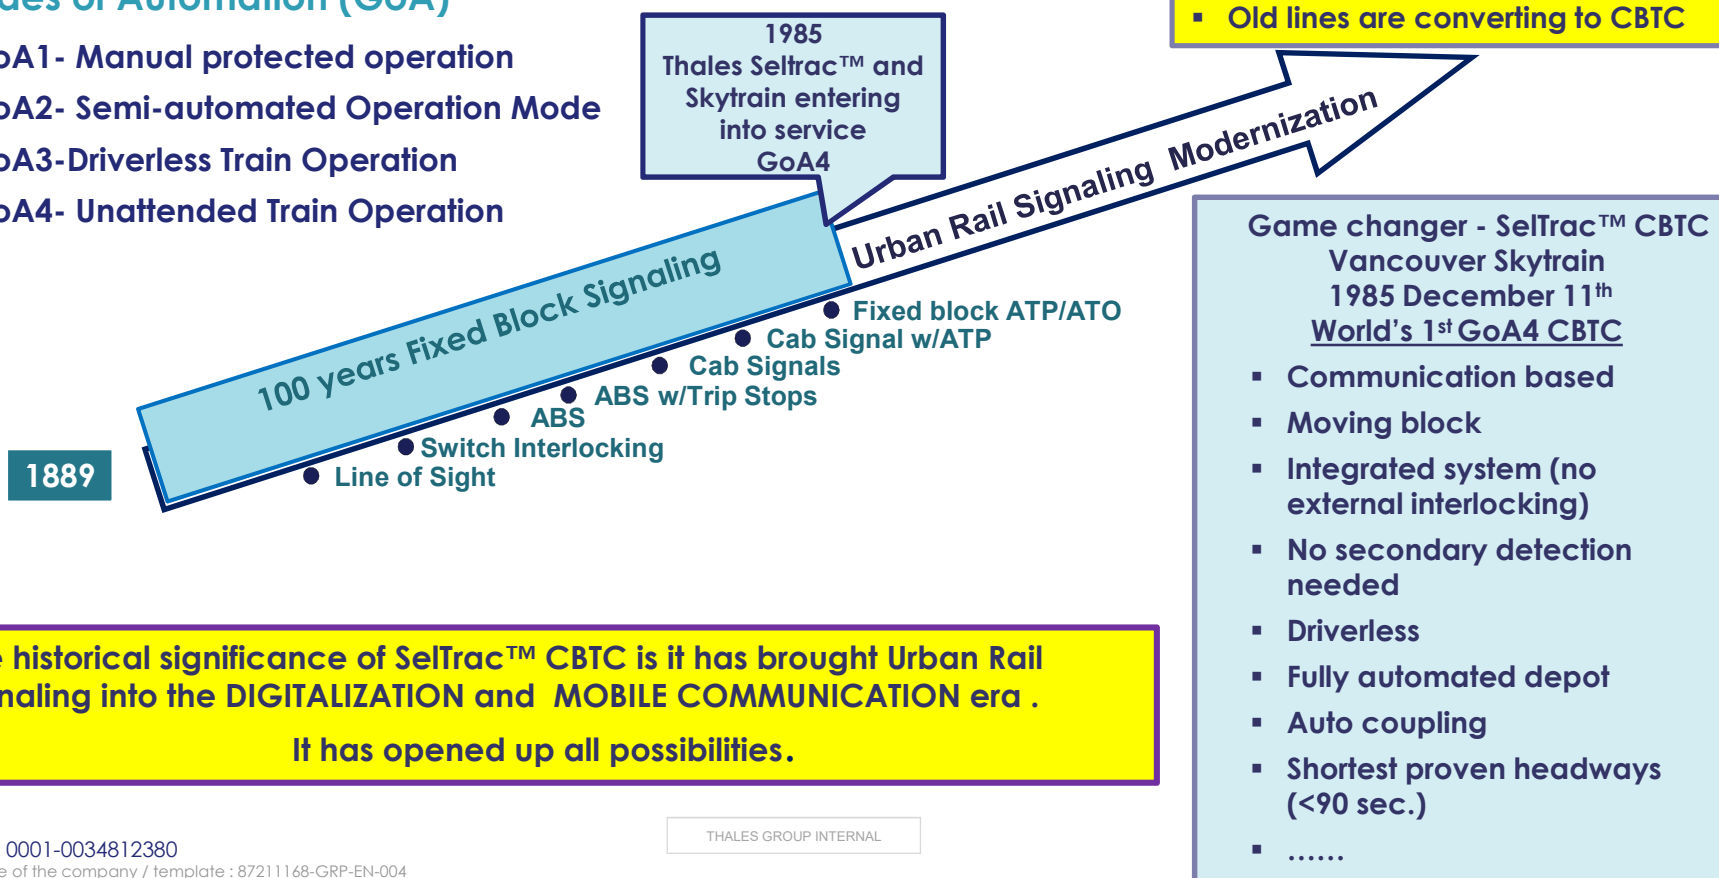 des of Automation (GoA)
oA1- Manual protected operation
oA2- Semi-automated Operation Mode
oA3-Driverless Train Operation
oA4- Unattended Train Operation
1985
Thales Seltrac™ and
Skytrain entering
into service
GoA4
▪ Old lines are converting to CBTC
Urban Rail Signaling Modernization
100 years Fixed Block Signaling
1889
Fixed block ATP/ATO
Cab Signal w/ATP
Cab Signals
ABS w/Trip Stops
ABS
Switch Interlocking
Line of Sight
Game changer - SelTrac™ CBTC
Vancouver Skytrain
1985 December 11th
World's 1st GoA4 CBTC
▪ Communication based
▪ Moving block
▪ Integrated system (no
external interlocking)
▪ No secondary detection
needed
▪ Driverless
▪ Fully automated depot
▪ Auto coupling
▪ Shortest proven headways
(<90 sec.)
▪ ……
e historical significance of SelTrac™ CBTC is it has brought Urban Rail
naling into the DIGITALIZATION and MOBILE COMMUNICATION era .
It has opened up all possibilities.
THALES GROUP INTERNAL
0001-0034812380
e of the company / template : 87211168-GRP-EN-004